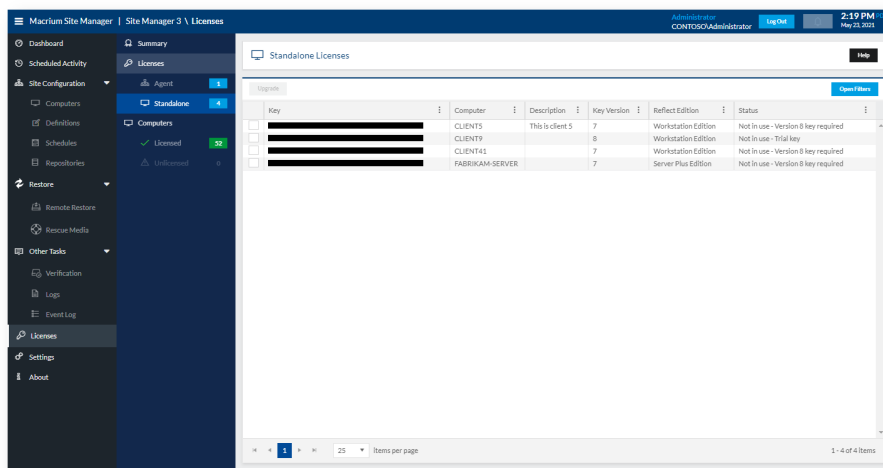 Macrium Site Manager | Site Manager 3 \ Licenses
Administrator
CONTOSO\Administrator
Log Out
2:19 PM
May 23, 2021
Dashboard
Scheduled Activity
Site Configuration
Computers
Definitions
Schedules
Repositories
Restore
Remote Restore
Rescue Media
Other Tasks
Verification
Logs
Event Log
Licenses
Settings
About
Summary
Licenses
Agent 1
Standalone 4
Computers
Licensed 52
Unlicensed 0
Standalone Licenses
Help
Upgrade
Open Filters
Key Computer Description Key Version Reflect Edition Status
CLIENT5 This is client 5 7 Workstation Edition Not in use - Version 8 key required
CLIENT9 8 Workstation Edition Not in use - Trial key
CLIENT41 7 Workstation Edition Not in use - Version 8 key required
FABRIKAM-SERVER 7 Server Plus Edition Not in use - Version 8 key required
1 25 items per page 1 - 4 of 4 items